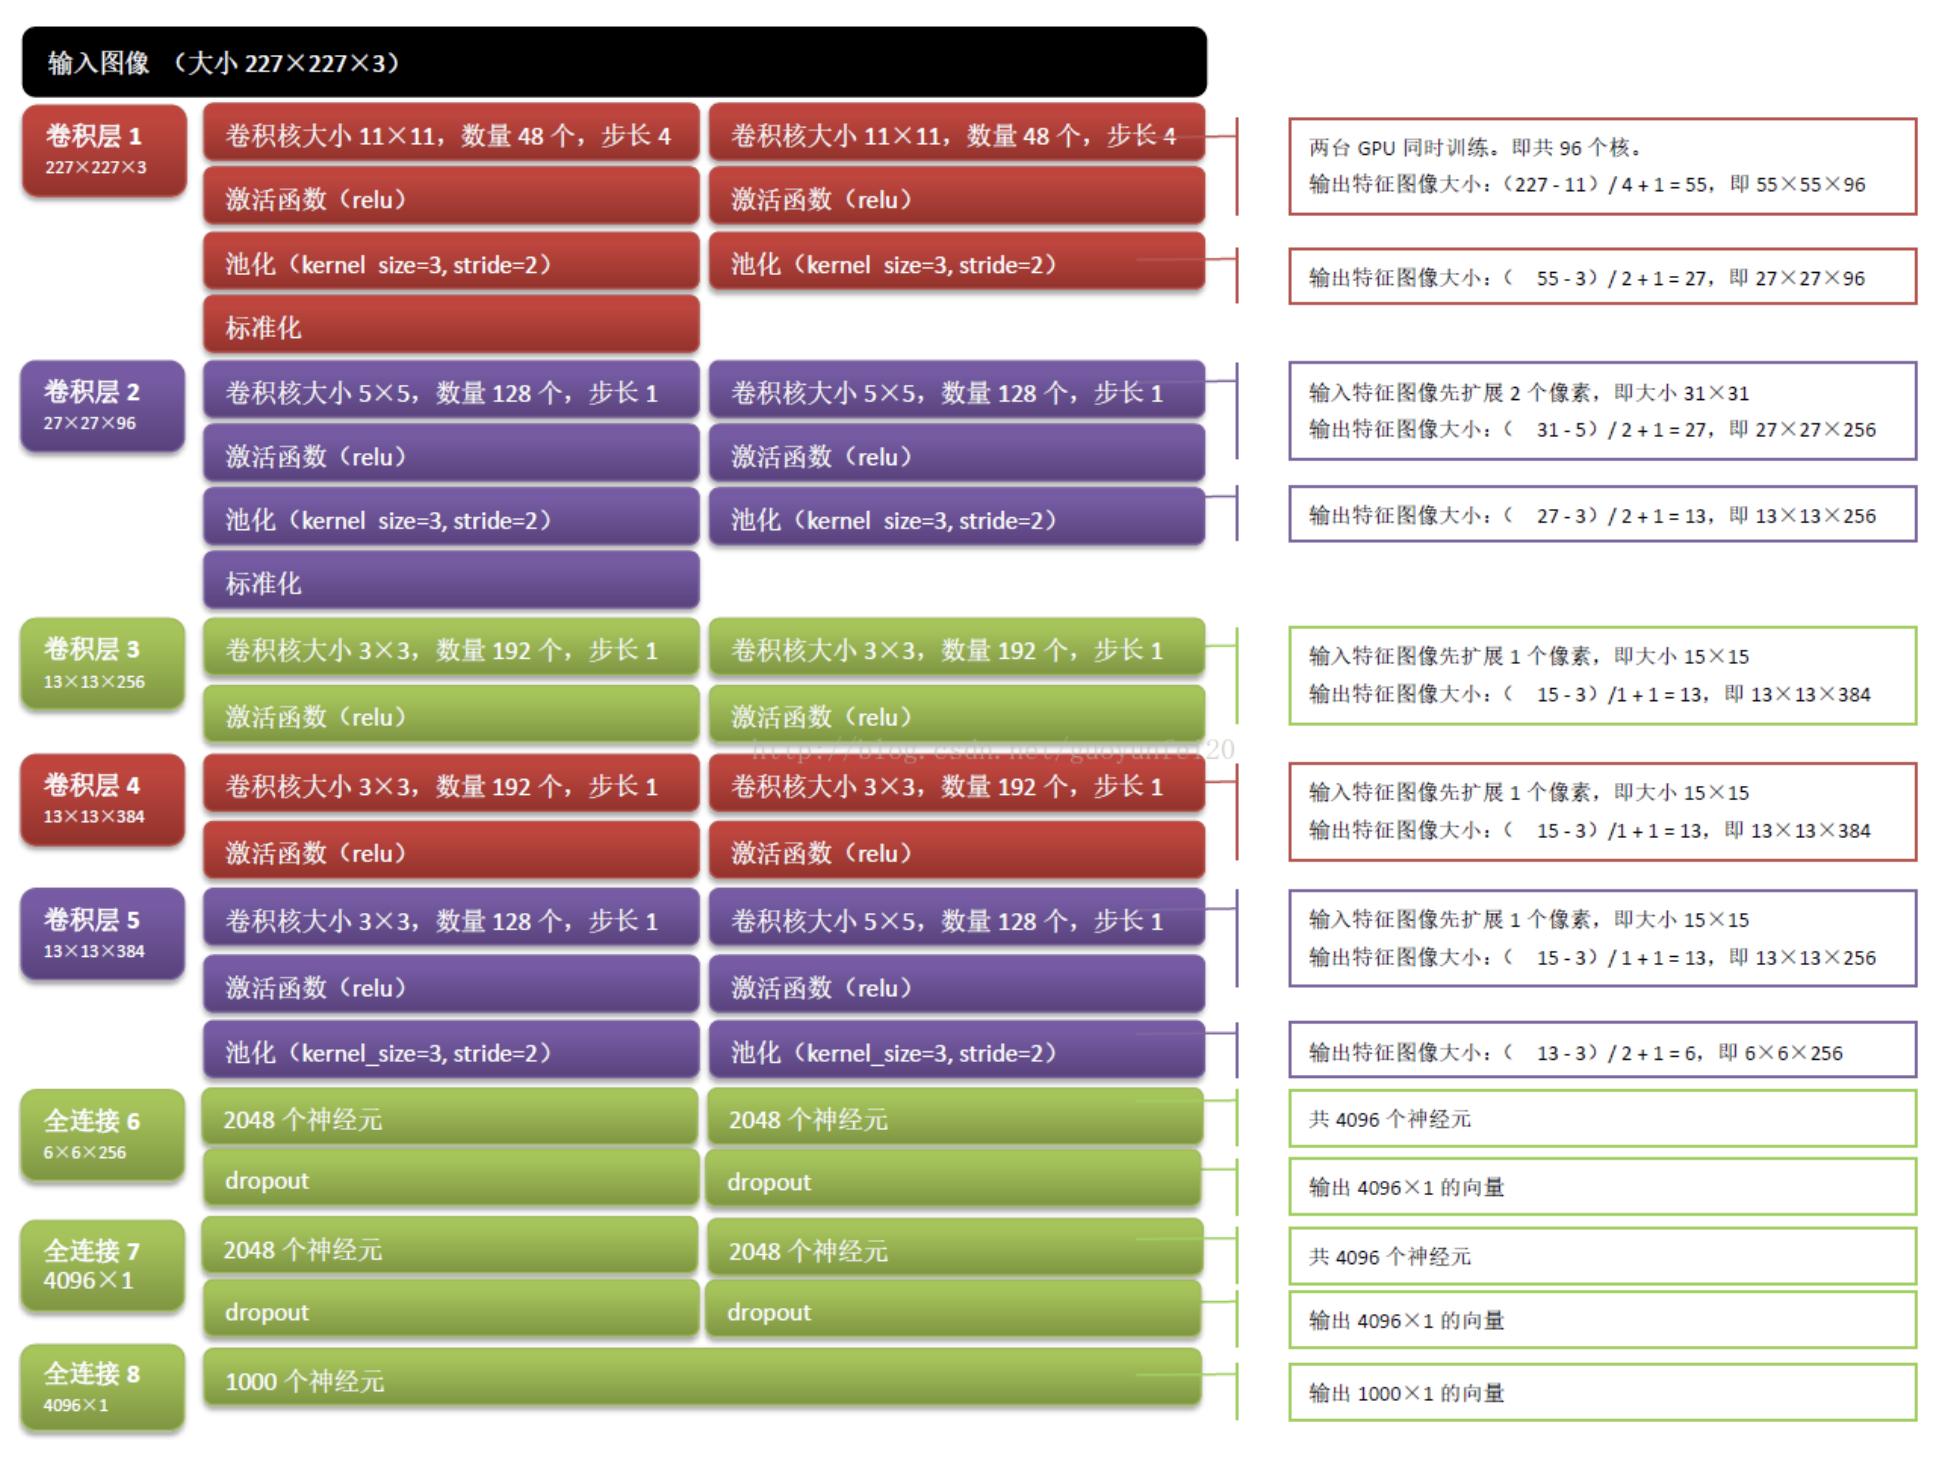 输入图像 （大小 227×227×3）
卷积层 1
227×227×3
卷积核大小 11×11，数量 48 个，步长 4
卷积核大小 11×11，数量 48 个，步长 4
两台 GPU 同时训练。即共 96 个核。
输出特征图像大小：（227 - 11）/ 4 + 1 = 55，即 55×55×96
激活函数（relu）
激活函数（relu）
池化（kernel size=3, stride=2）
池化（kernel size=3, stride=2）
输出特征图像大小：（ 55 - 3）/ 2 + 1 = 27，即 27×27×96
标准化
卷积层 2
27×27×96
卷积核大小 5×5，数量 128 个，步长 1
卷积核大小 5×5，数量 128 个，步长 1
输入特征图像先扩展 2 个像素，即大小 31×31
输出特征图像大小：（ 31 - 5）/ 2 + 1 = 27，即 27×27×256
激活函数（relu）
激活函数（relu）
池化（kernel size=3, stride=2）
池化（kernel size=3, stride=2）
输出特征图像大小：（ 27 - 3）/ 2 + 1 = 13，即 13×13×256
标准化
卷积层 3
13×13×256
卷积核大小 3×3，数量 192 个，步长 1
卷积核大小 3×3，数量 192 个，步长 1
输入特征图像先扩展 1 个像素，即大小 15×15
输出特征图像大小：（ 15 - 3）/1 + 1 = 13，即 13×13×384
激活函数（relu）
激活函数（relu）
http://blog.csdn.net/gaoyunfei20
卷积层 4
13×13×384
卷积核大小 3×3，数量 192 个，步长 1
卷积核大小 3×3，数量 192 个，步长 1
输入特征图像先扩展 1 个像素，即大小 15×15
输出特征图像大小：（ 15 - 3）/1 + 1 = 13，即 13×13×384
激活函数（relu）
激活函数（relu）
卷积层 5
13×13×384
卷积核大小 3×3，数量 128 个，步长 1
卷积核大小 5×5，数量 128 个，步长 1
输入特征图像先扩展 1 个像素，即大小 15×15
输出特征图像大小：（ 15 - 3）/ 1 + 1 = 13，即 13×13×256
激活函数（relu）
激活函数（relu）
池化（kernel_size=3, stride=2）
池化（kernel_size=3, stride=2）
输出特征图像大小：（ 13 - 3）/ 2 + 1 = 6，即 6×6×256
全连接 6
6×6×256
2048 个神经元
2048 个神经元
共 4096 个神经元
dropout
dropout
输出 4096×1 的向量
全连接 7
4096×1
2048 个神经元
2048 个神经元
共 4096 个神经元
dropout
dropout
输出 4096×1 的向量
全连接 8
4096×1
1000 个神经元
输出 1000×1 的向量